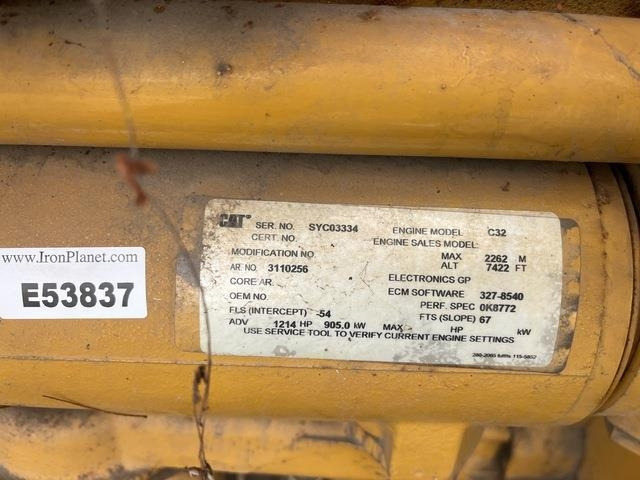 www.IronPlanet.com
E53837
CAT SER. NO. SYC03334 ENGINE MODEL C32
CERT. NO. ENGINE SALES MODEL:
MODIFICATION NO. MAX 2262 M
ALT 7422 FT
AR. NO. 3110256 ELECTRONICS GP
CORE AR. ECM SOFTWARE 327-8540
OEM NO PERF. SPEC 0K8772
FLS (INTERCEPT) -54 FTS (SLOPE) 67
ADV 1214 HP 905.0 kW MAX HP kW
USE SERVICE TOOL TO VERIFY CURRENT ENGINE SETTINGS